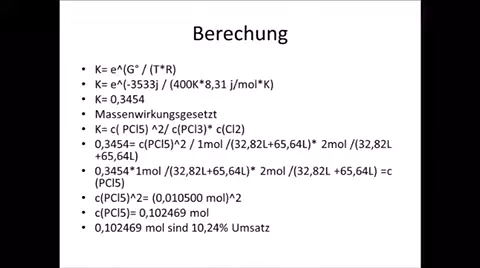 Berechung
• K= e^(G° / (T*R)
• K= e^(-3533j / (400K*8,31 j/mol*K)
• K= 0,3454
• Massenwirkungsgesetzt
• K= c( PCl5) ^2/ c(PCl3)* c(Cl2)
• 0,3454= c(PCl5)^2 / 1mol /(32,82L+65,64L)* 2mol /(32,82L
+65,64L)
• 0,3454*1mol /(32,82L+65,64L)* 2mol /(32,82L +65,64L) =c
(PCl5)
• c(PCl5)^2= (0,010500 mol)^2
• c(PCl5)= 0,102469 mol
• 0,102469 mol sind 10,24% Umsatz